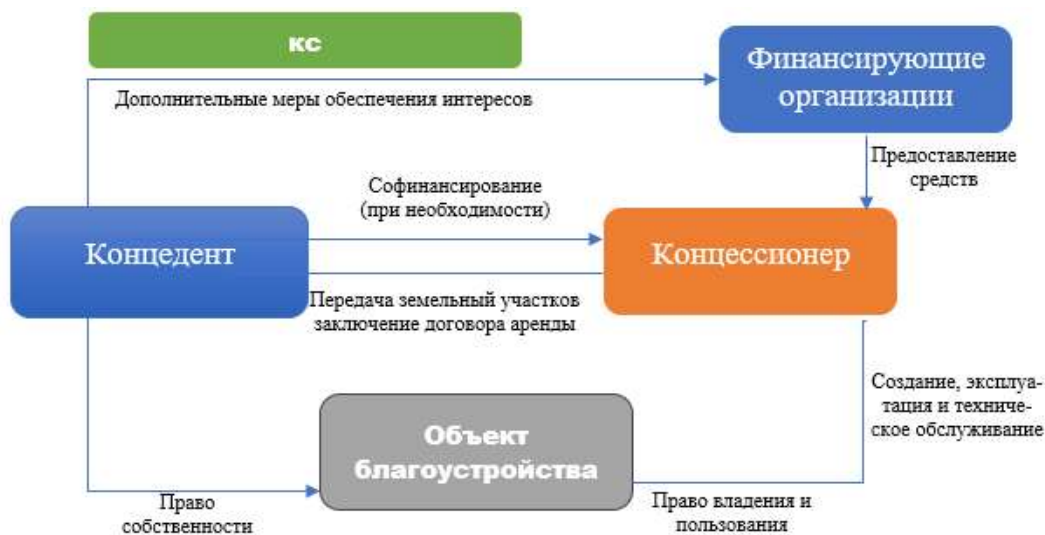 кс
Финансирующие
организации
Дополнительные меры обеспечения интересов
Предоставление
средств
Софинансирование
(при необходимости)
Концедент
Концессионер
Передача земельный участков
заключение договора аренды
Создание, эксплуа-
тация и техниче-
ское обслуживание
Объект
благоустройства
Право
собственности
Право владения и
пользования